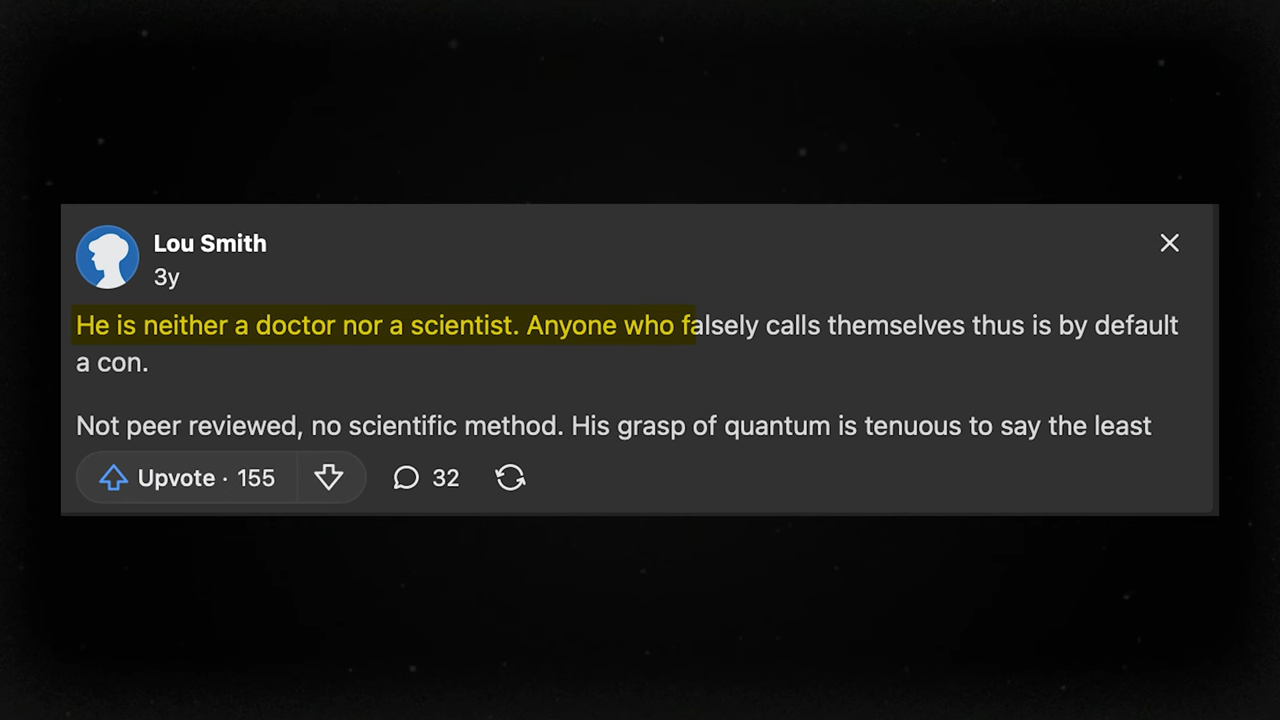 Lou Smith
3y
He is neither a doctor nor a scientist. Anyone who falsely calls themselves thus is by default
a con.
Not peer reviewed, no scientific method. His grasp of quantum is tenuous to say the least
Upvote · 155 32